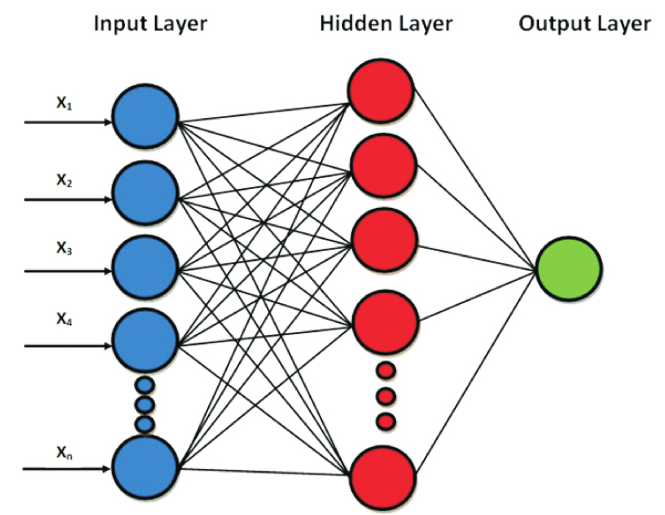 Input Layer
Hidden Layer
Output Layer
X₁
X₂
X₃
X₄
Xₙ